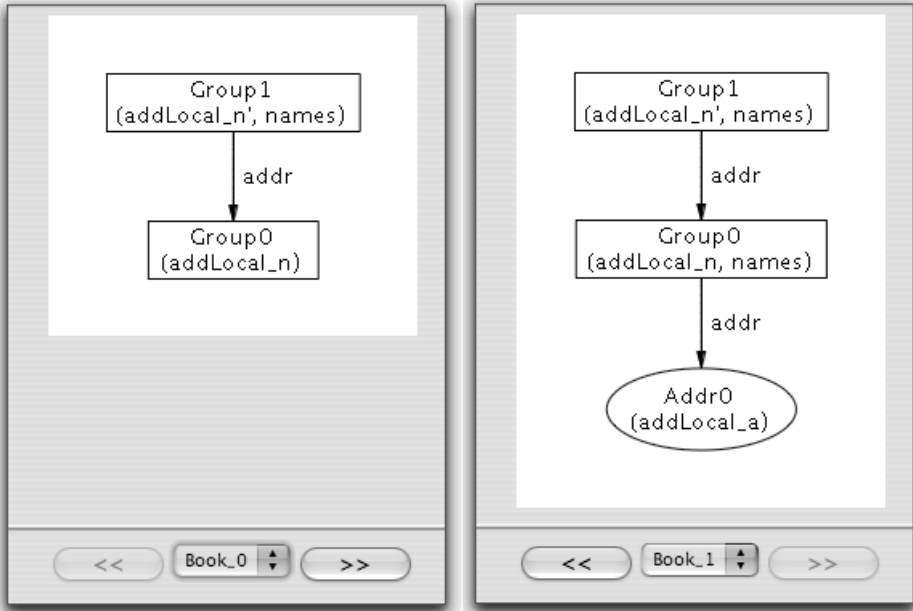 Group1
(addLocal_n', names)
addr
Group0
(addLocal_n)
<< Book_0 >>
Group1
(addLocal_n', names)
addr
Group0
(addLocal_n, names)
addr
Addr0
(addLocal_a)
<< Book_1 >>